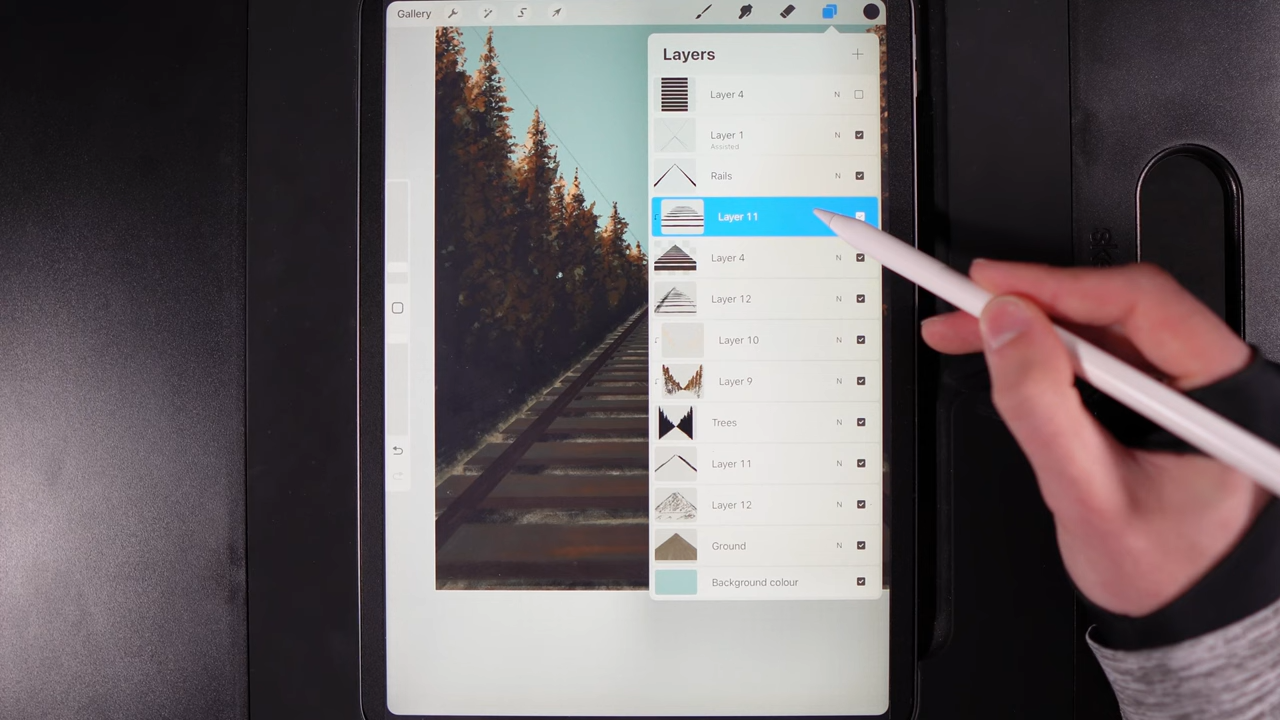 Gallery
Layers
Layer 4 N
Layer 1 N
Assisted
Rails N
Layer 11
Layer 4 N
Layer 12 N
Layer 10 N
Layer 9 N
Trees N
Layer 11 N
Layer 12 N
Ground N
Background colour